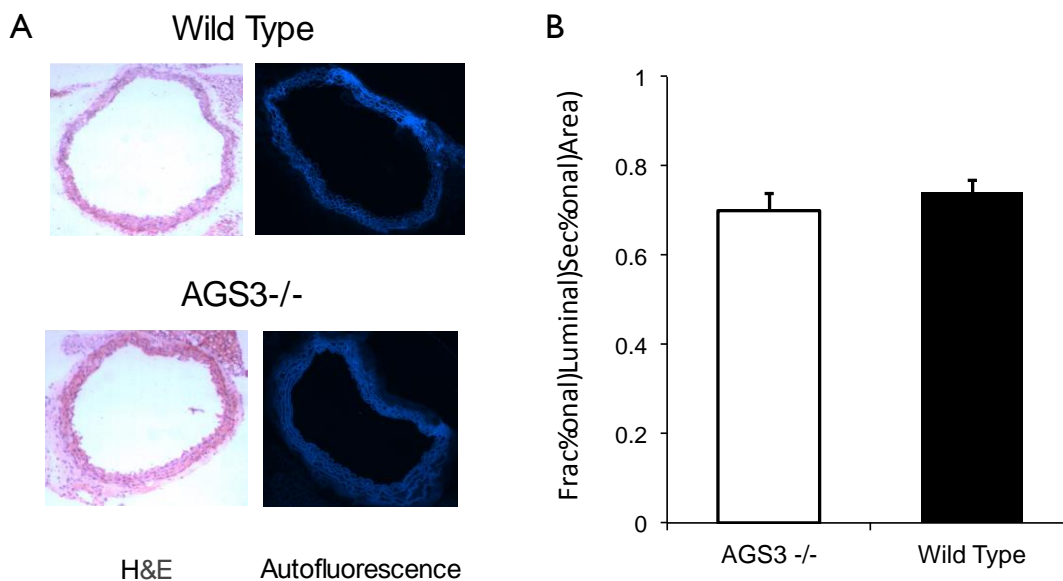 A
Wild Type
AGS3-/-
H&E
Autofluorescence
B
Frac%onal)Luminal)Sec%onal)Area)
1
0.8
0.6
0.4
0.2
0
AGS3 -/-
Wild Type